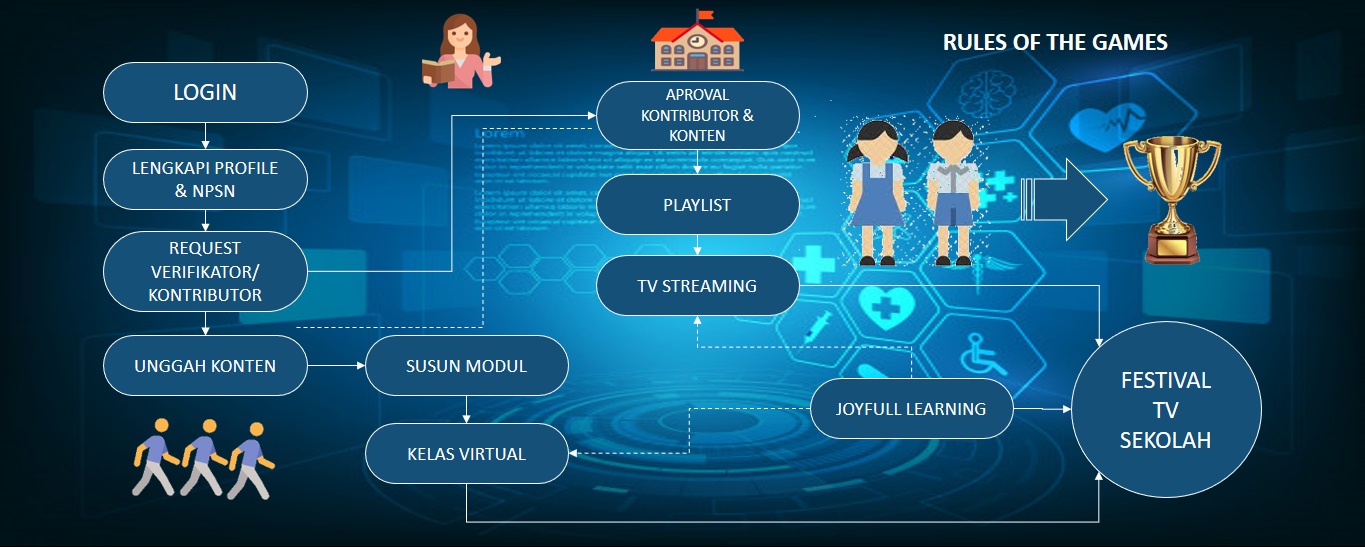 RULES OF THE GAMES
LOGIN
LENGKAPI PROFILE
& NPSN
REQUEST
VERIFIKATOR/
KONTRIBUTOR
UNGGAH KONTEN
SUSUN MODUL
KELAS VIRTUAL
APROVAL
KONTRIBUTOR &
KONTEN
PLAYLIST
TV STREAMING
JOYFULL LEARNING
FESTIVAL
TV
SEKOLAH
Lorem